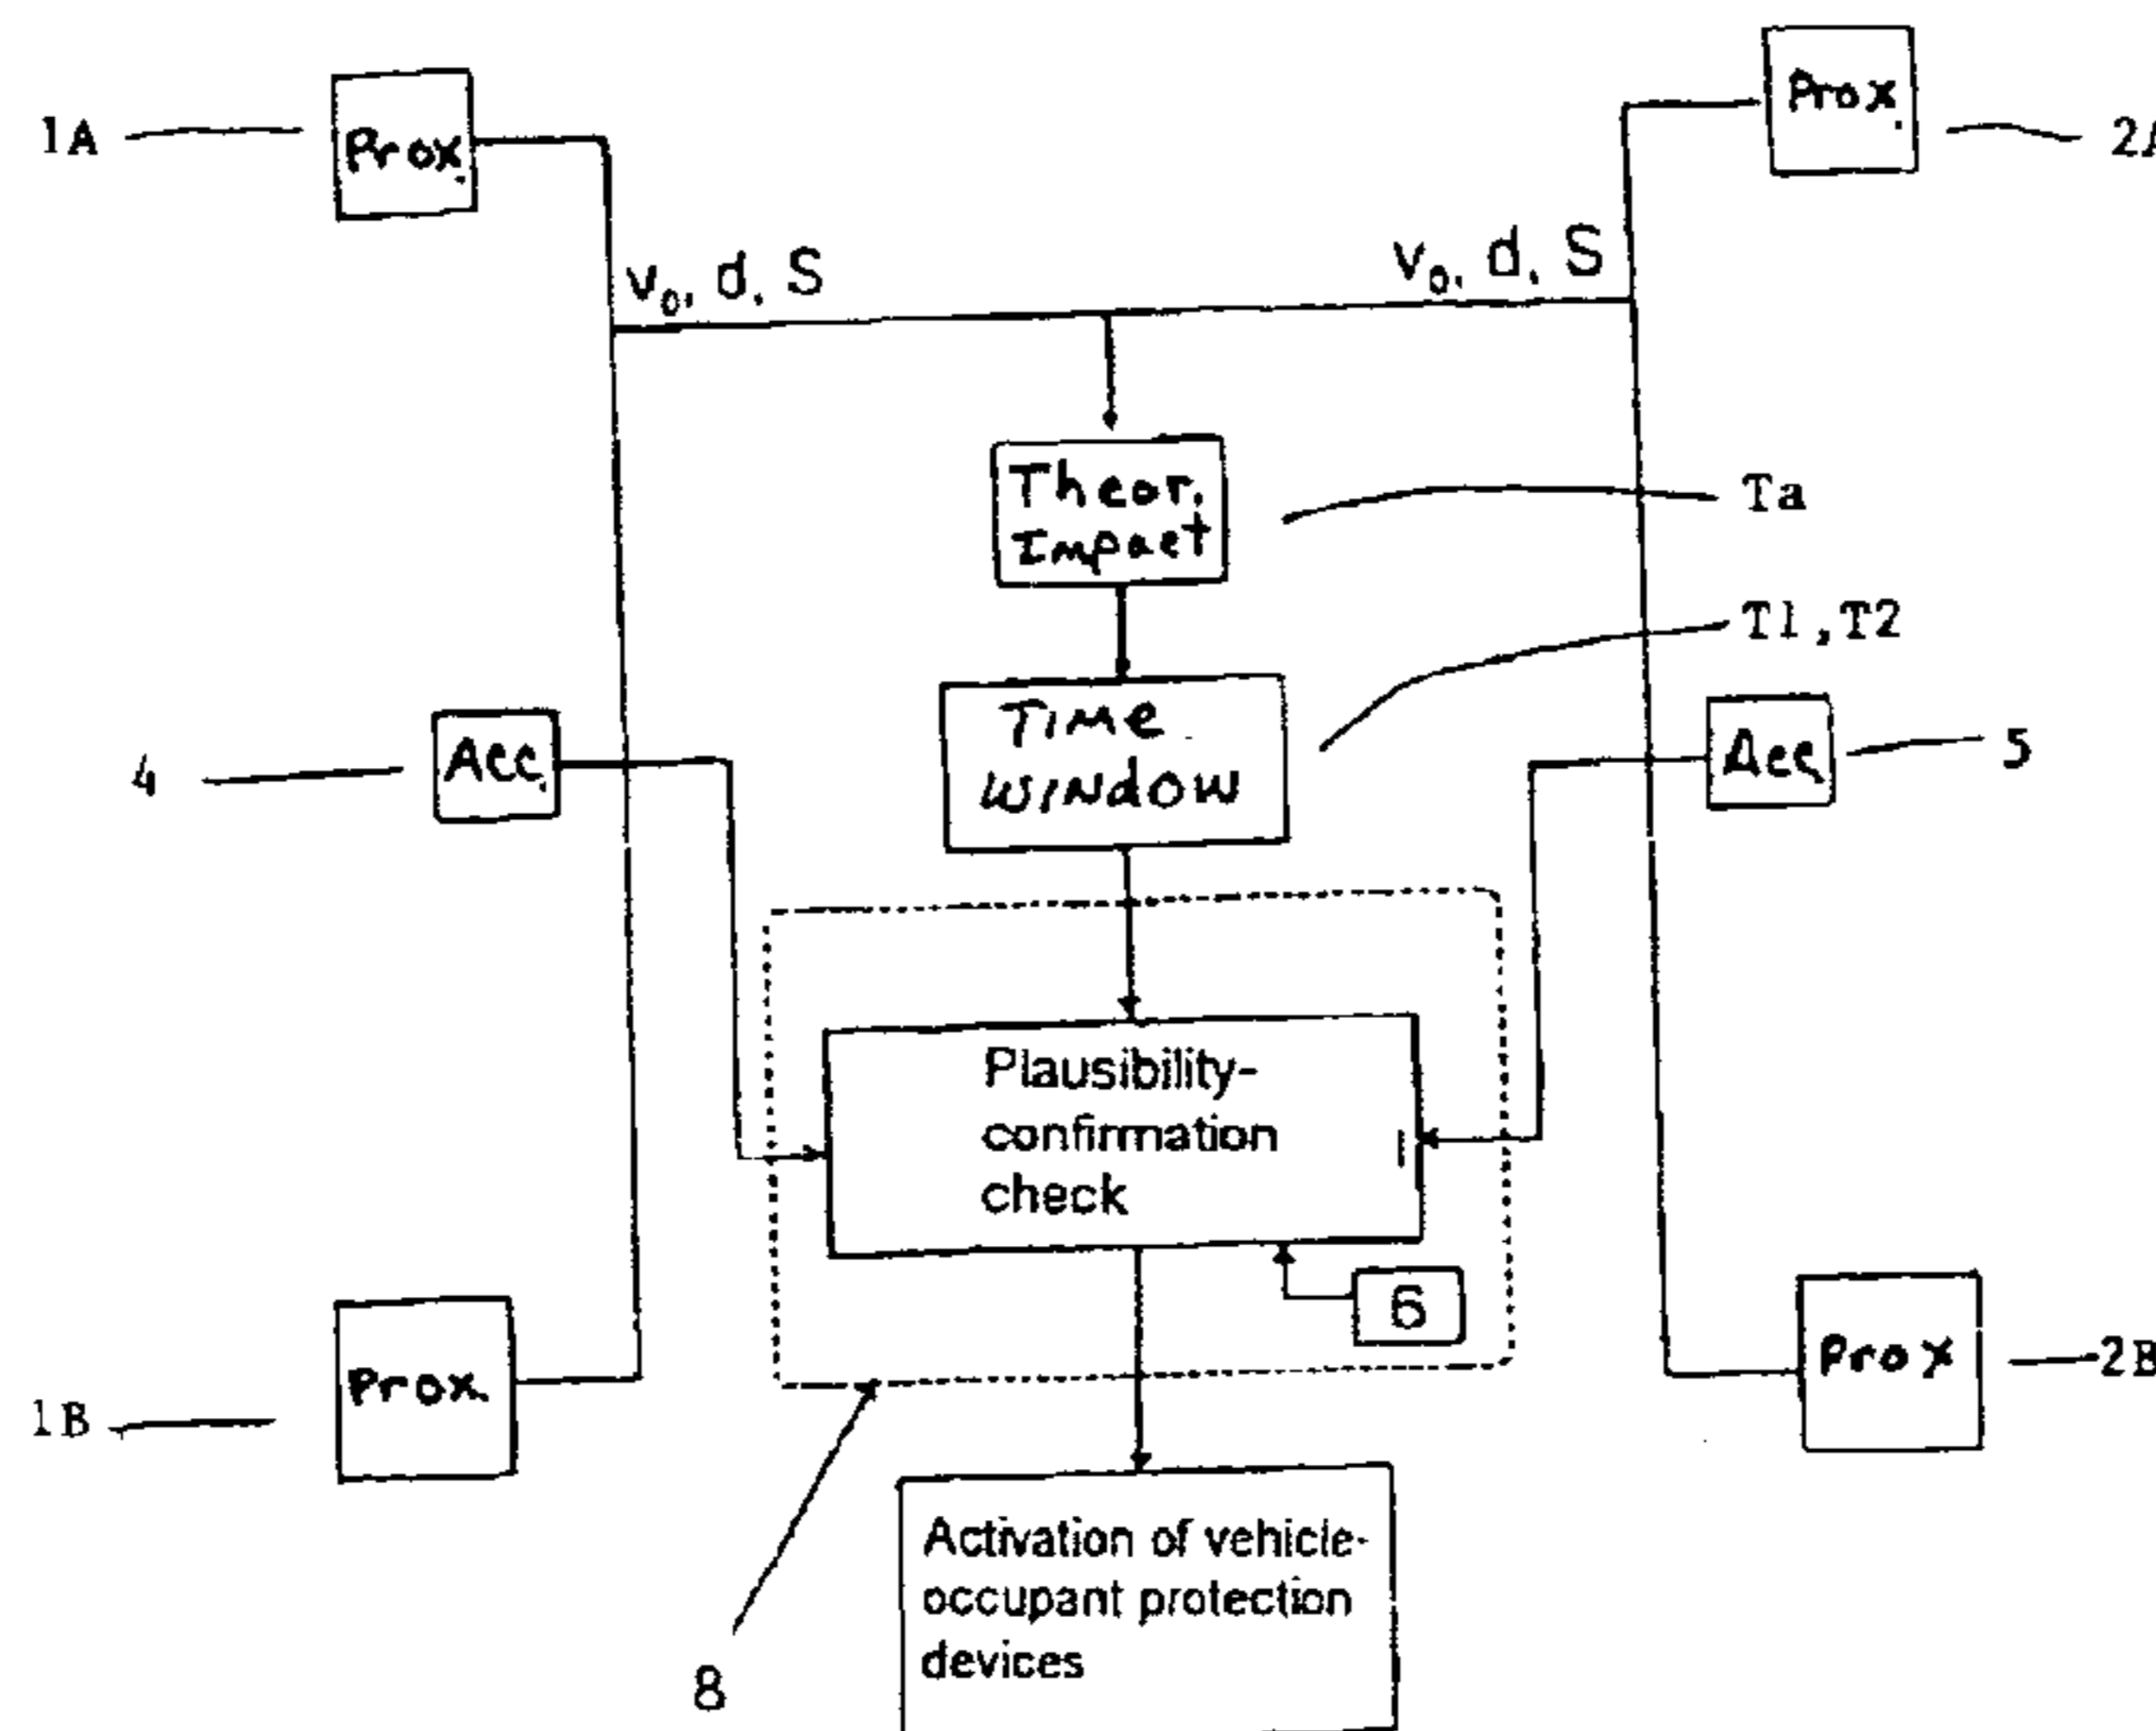 1A
Prox.
Prox.
2A
v₀, d, S
v₀, d, S
Theor.
Impact
Ta
T1,T2
TIME
WINDOW
4
Acc.
Acc
5
Plausibility-
confirmation
check
6
1B
Prox.
Prox
2B
Activation of vehicle-
occupant protection
devices
8